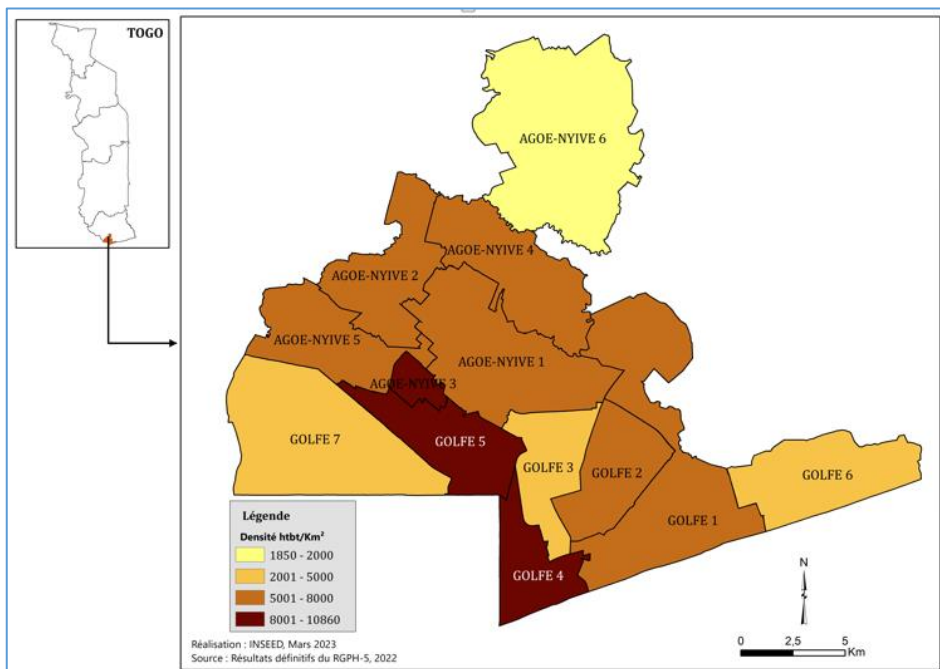 TOGO
AGOE-NYIVE 6
AGOE-NYIVE 4
AGOE-NYIVE 2
AGOE-NYIVE 5
AGOE-NYIVE 1
AGOE-NYIVE 3
GOLFE 7
GOLFE 5
GOLFE 3
GOLFE 2
GOLFE 6
GOLFE 1
GOLFE 4
Légende
Densité htbt/Km²
1850 - 2000
2001 - 5000
5001 - 8000
8001 - 10860
Réalisation : INSEED, Mars 2023
Source : Résultats définitifs du RGPH-5, 2022
N
0 2,5 5
Km